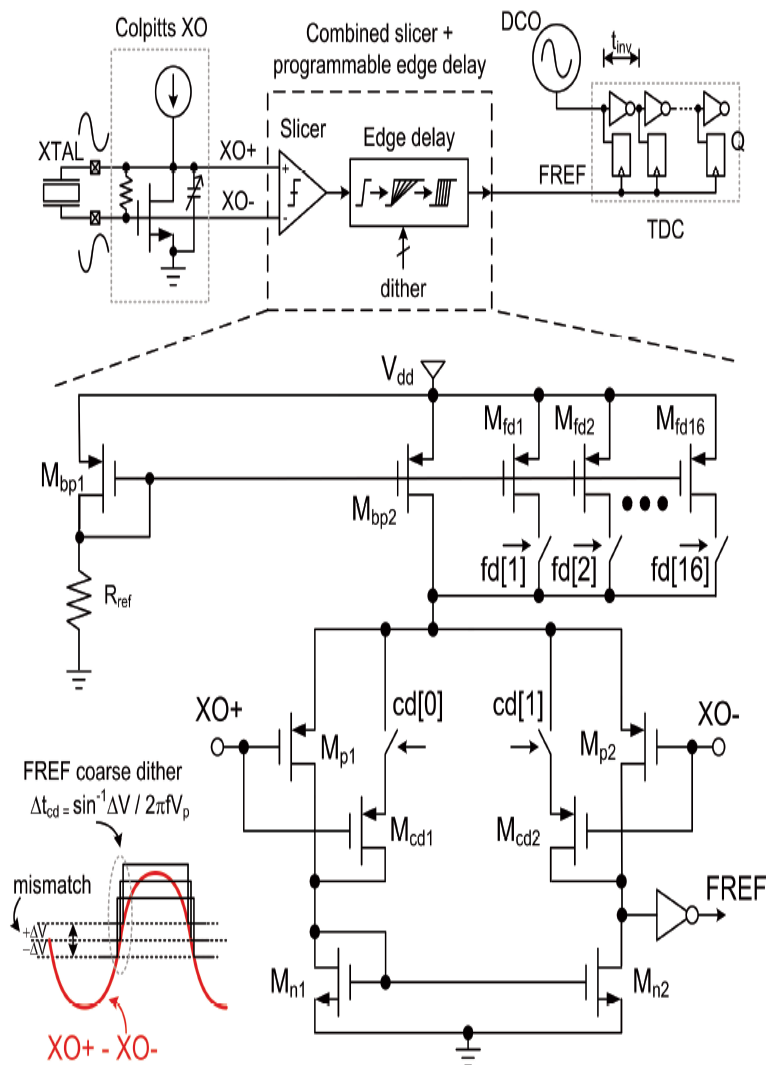 Colpitts XO
Combined slicer +
programmable edge delay
DCO
t_inv
XTAL
XO+
XO-
Slicer
+
-
-
Edge delay
dither
FREF
Q
TDC
V_dd
M_bp1
M_bp2
M_fd1
M_fd2
M_fd16
fd[1]
fd[2]
fd[16]
R_ref
XO+
cd[0]
cd[1]
XO-
M_p1
M_p2
M_cd1
M_cd2
FREF coarse dither
Δt_cd = sin⁻¹ΔV / 2πfV_p
mismatch
+ΔV
−ΔV
XO+ - XO-
M_n1
M_n2
FREF